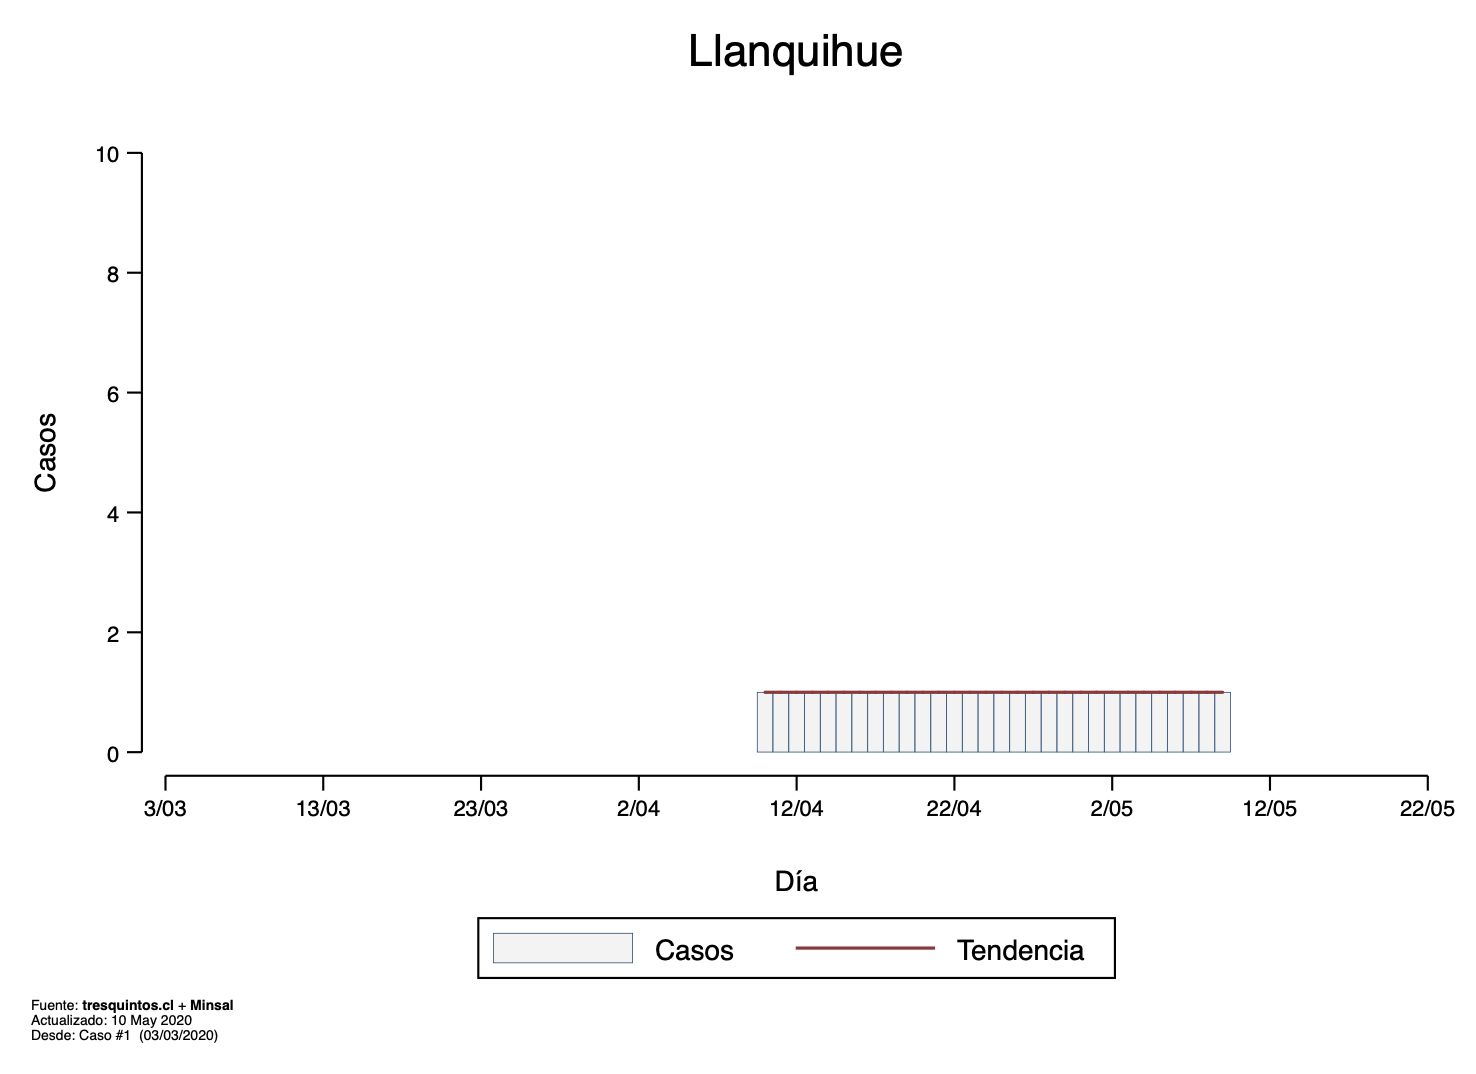 Llanquihue
10
8
6
4
2
0
Casos
3/03 13/03 23/03 2/04 12/04 22/04 2/05 12/05 22/05
Día
Casos Tendencia
Fuente: tresquintos.cl + Minsal
Actualizado: 10 May 2020
Desde: Caso #1 (03/03/2020)